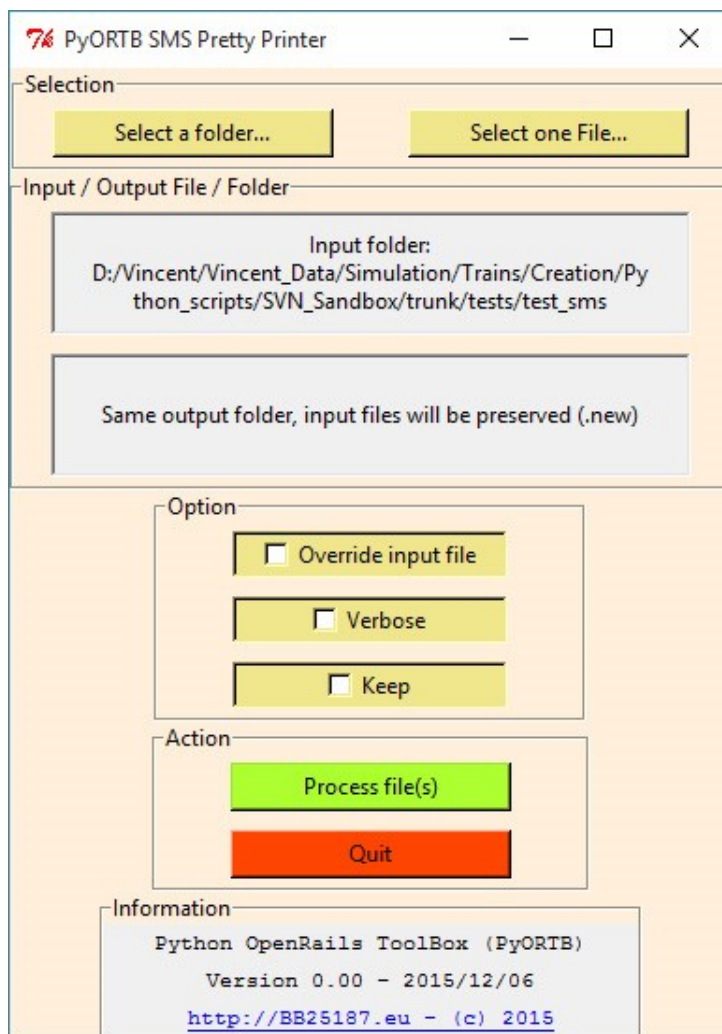 PyORTB SMS Pretty Printer
Selection
Select a folder...
Select one File...
Input / Output File / Folder
Input folder:
D:/Vincent/Vincent_Data/Simulation/Trains/Creation/Py
thon_scripts/SVN_Sandbox/trunk/tests/test_sms
Same output folder, input files will be preserved (.new)
Option
Override input file
Verbose
Keep
Action
Process file(s)
Quit
Information
Python OpenRails ToolBox (PyORTB)
Version 0.00 - 2015/12/06
http://BB25187.eu - (c) 2015